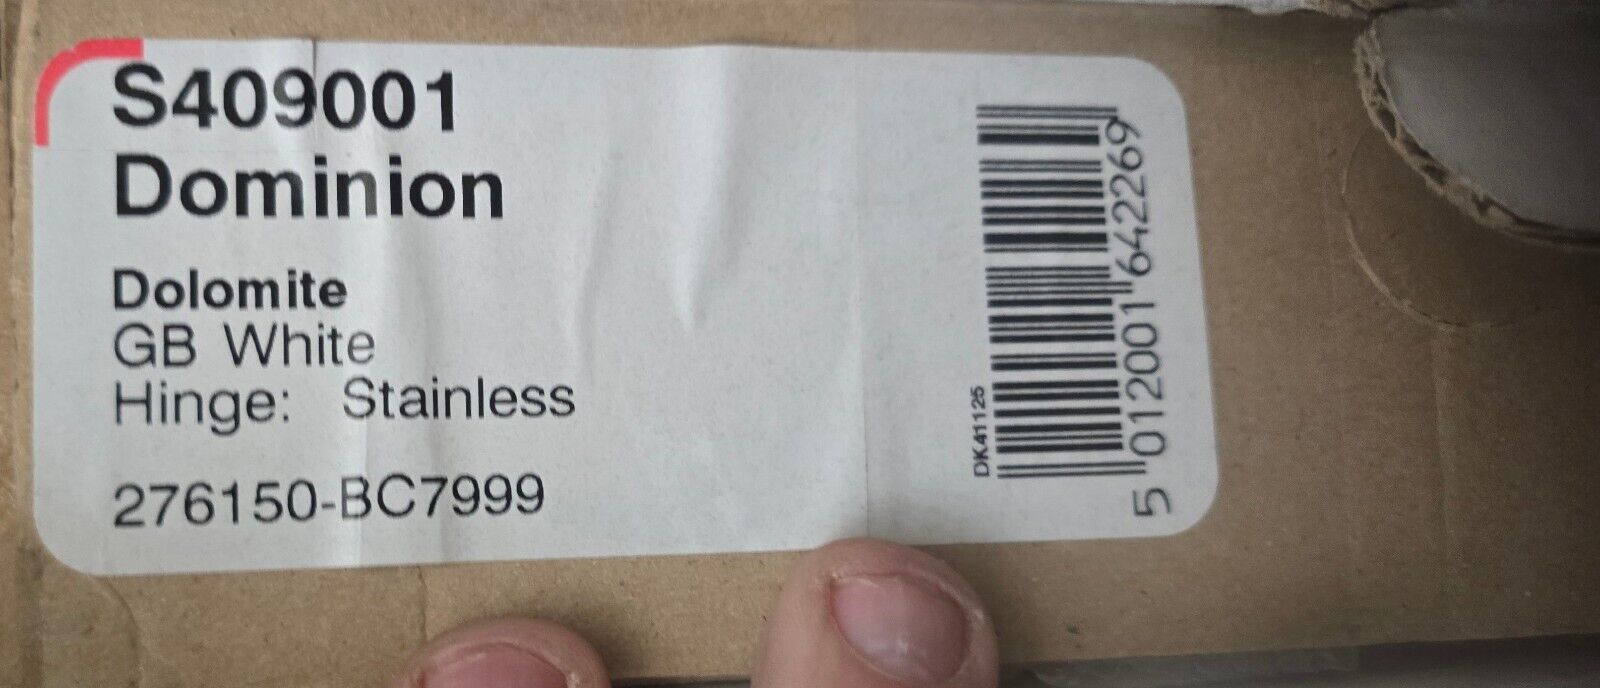 S409001
Dominion
Dolomite
GB White
Hinge: Stainless
276150-BC7999
DK41125
5 012001 642269